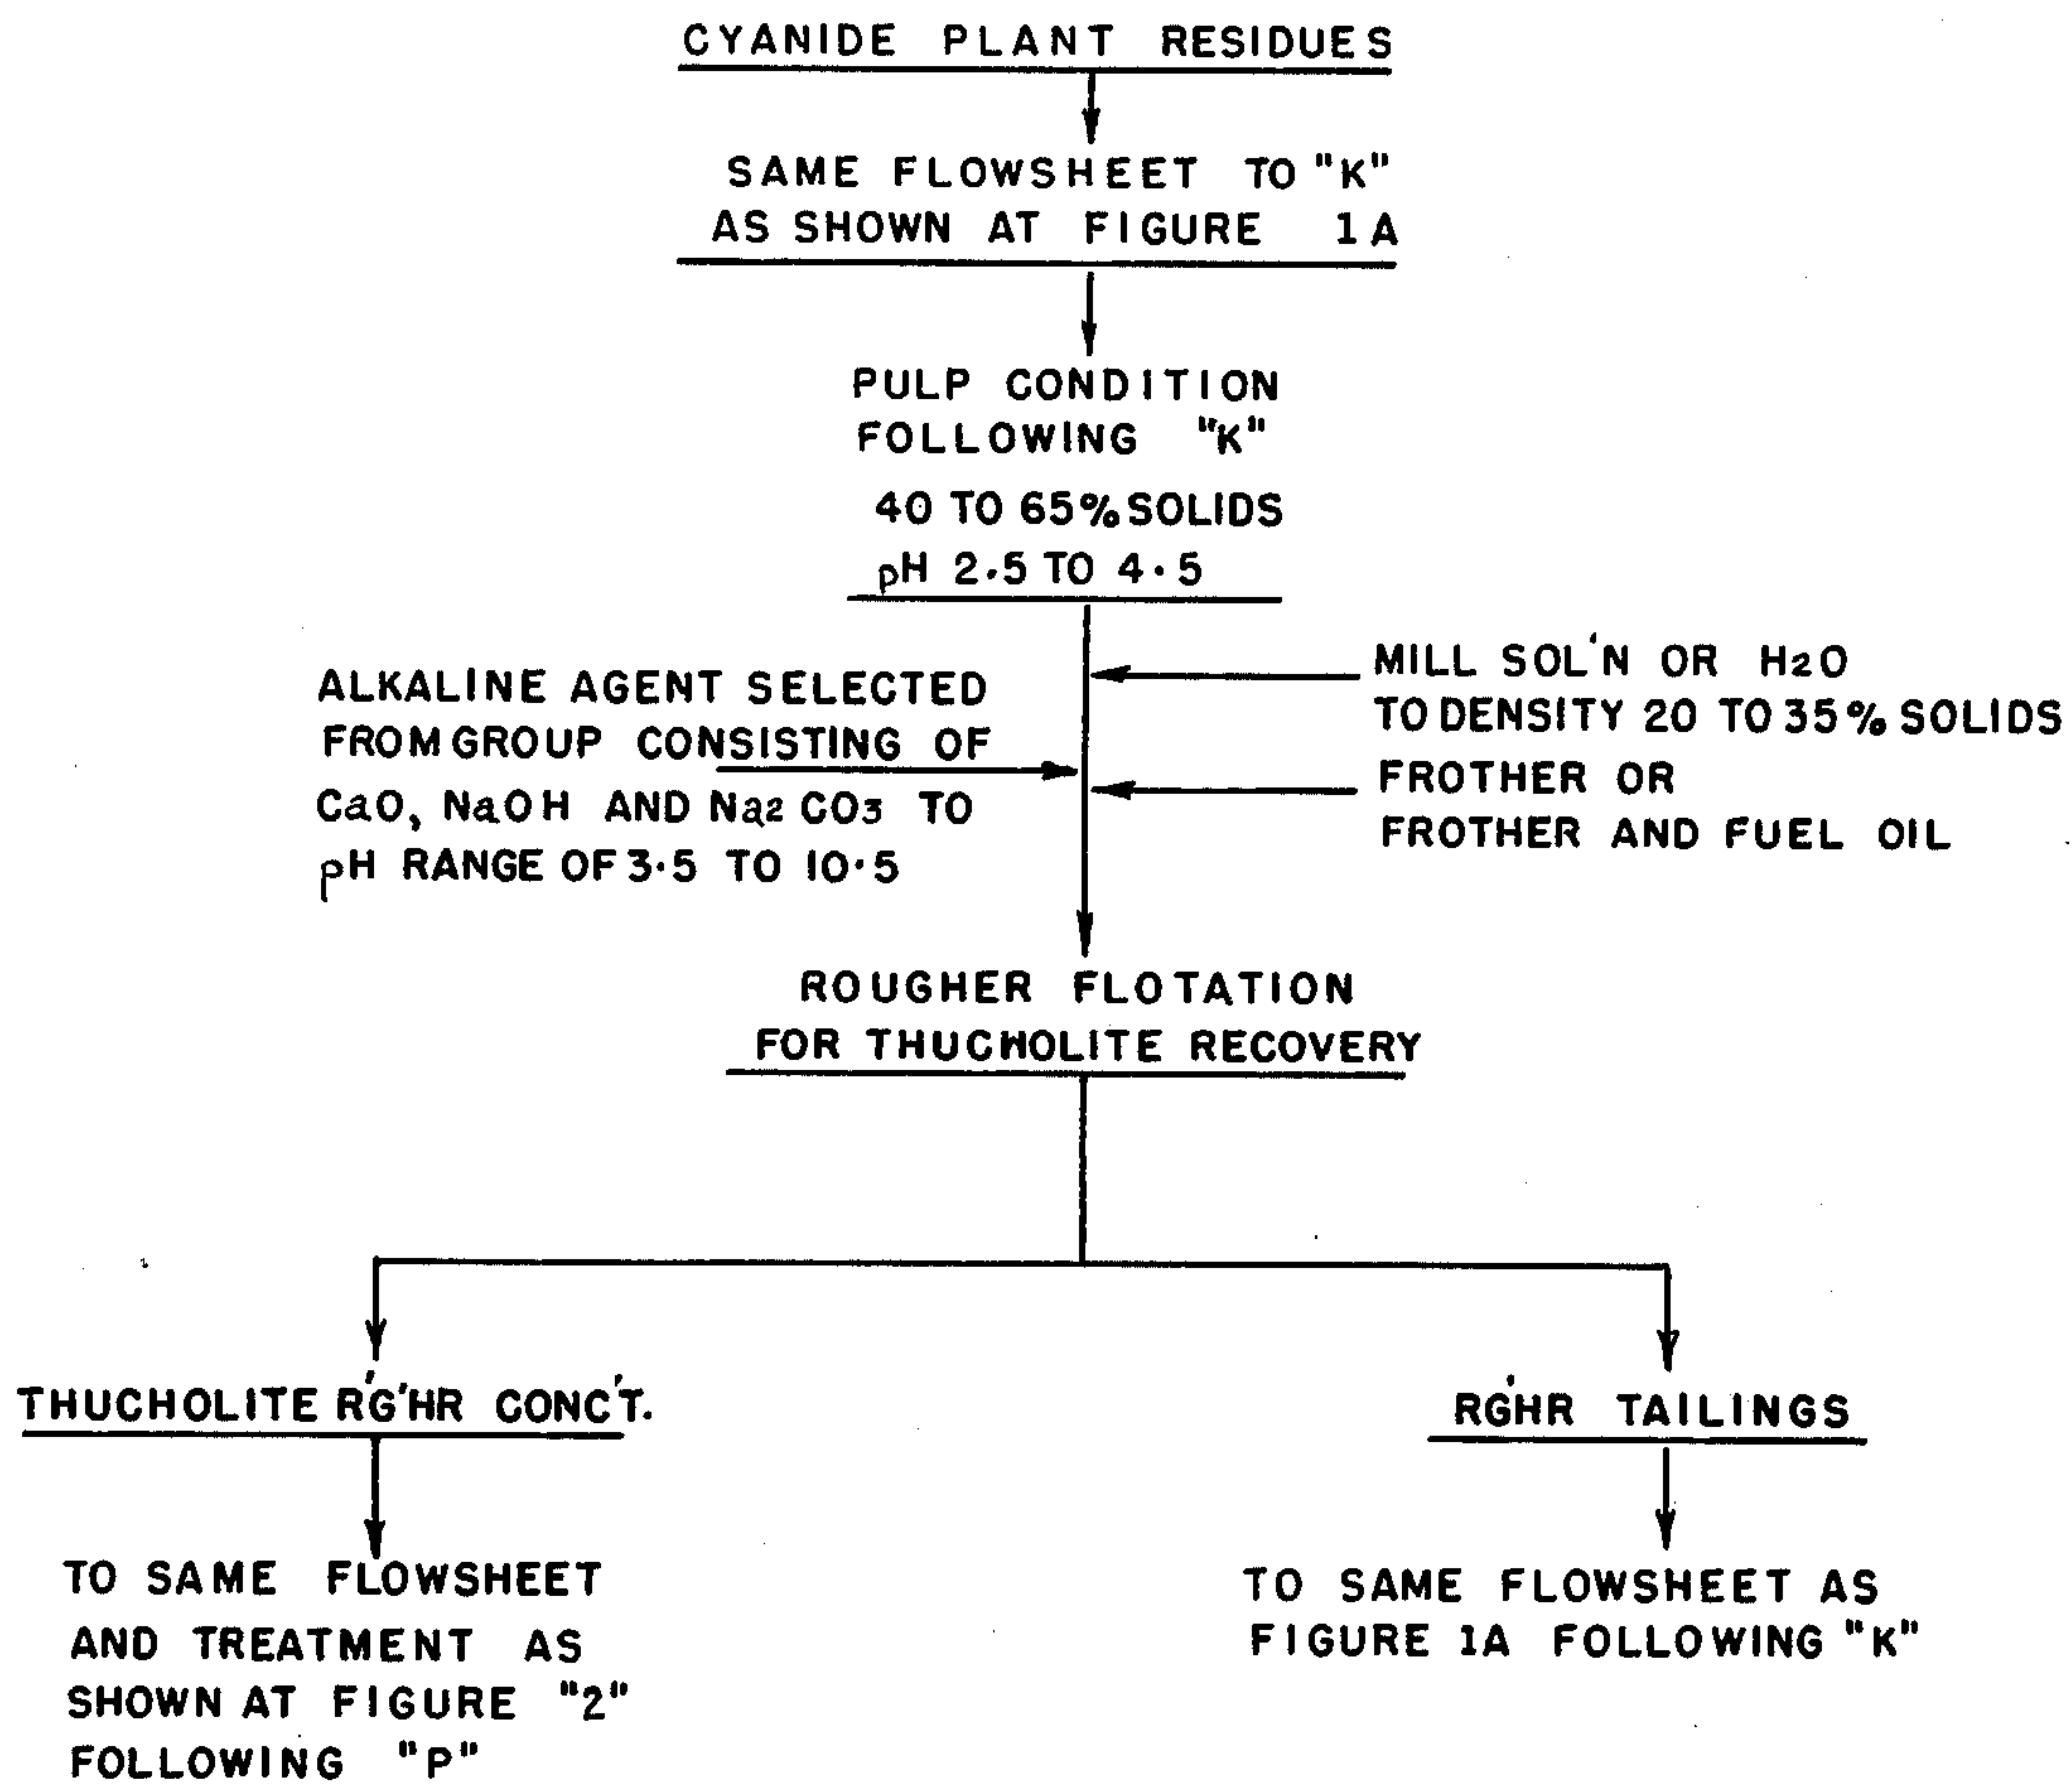 CYANIDE PLANT RESIDUES
SAME FLOWSHEET TO "K"
AS SHOWN AT FIGURE 1A
PULP CONDITION
FOLLOWING "K"
40 TO 65% SOLIDS
pH 2.5 TO 4.5
MILL SOL'N OR H2O
TO DENSITY 20 TO 35% SOLIDS
ALKALINE AGENT SELECTED
FROM GROUP CONSISTING OF
CaO, NaOH AND Na2CO3 TO
pH RANGE OF 3.5 TO 10.5
FROTHER OR
FROTHER AND FUEL OIL
ROUGHER FLOTATION
FOR THUCHOLITE RECOVERY
THUCHOLITE R'G'HR CONC'T.
RG'HR TAILINGS
TO SAME FLOWSHEET
AND TREATMENT AS
SHOWN AT FIGURE "2"
FOLLOWING "P"
TO SAME FLOWSHEET AS
FIGURE 1A FOLLOWING "K"